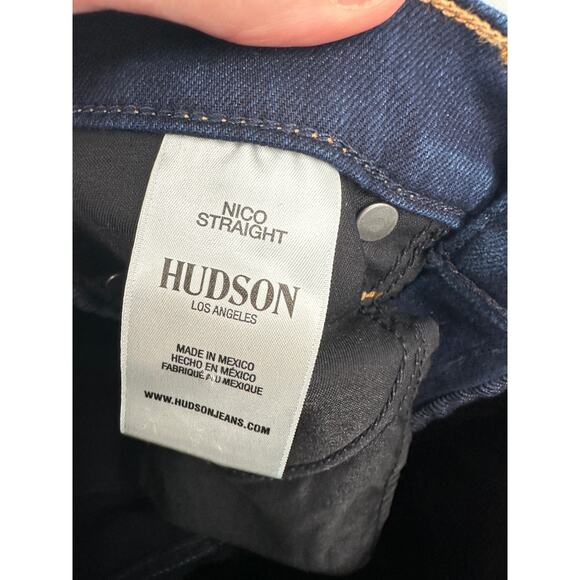 NICO
STRAIGHT
HUDSON
LOS ANGELES
MADE IN MEXICO
HECHO EN MÉXICO
FABRIQUÉ AU MEXIQUE
WWW.HUDSONJEANS.COM